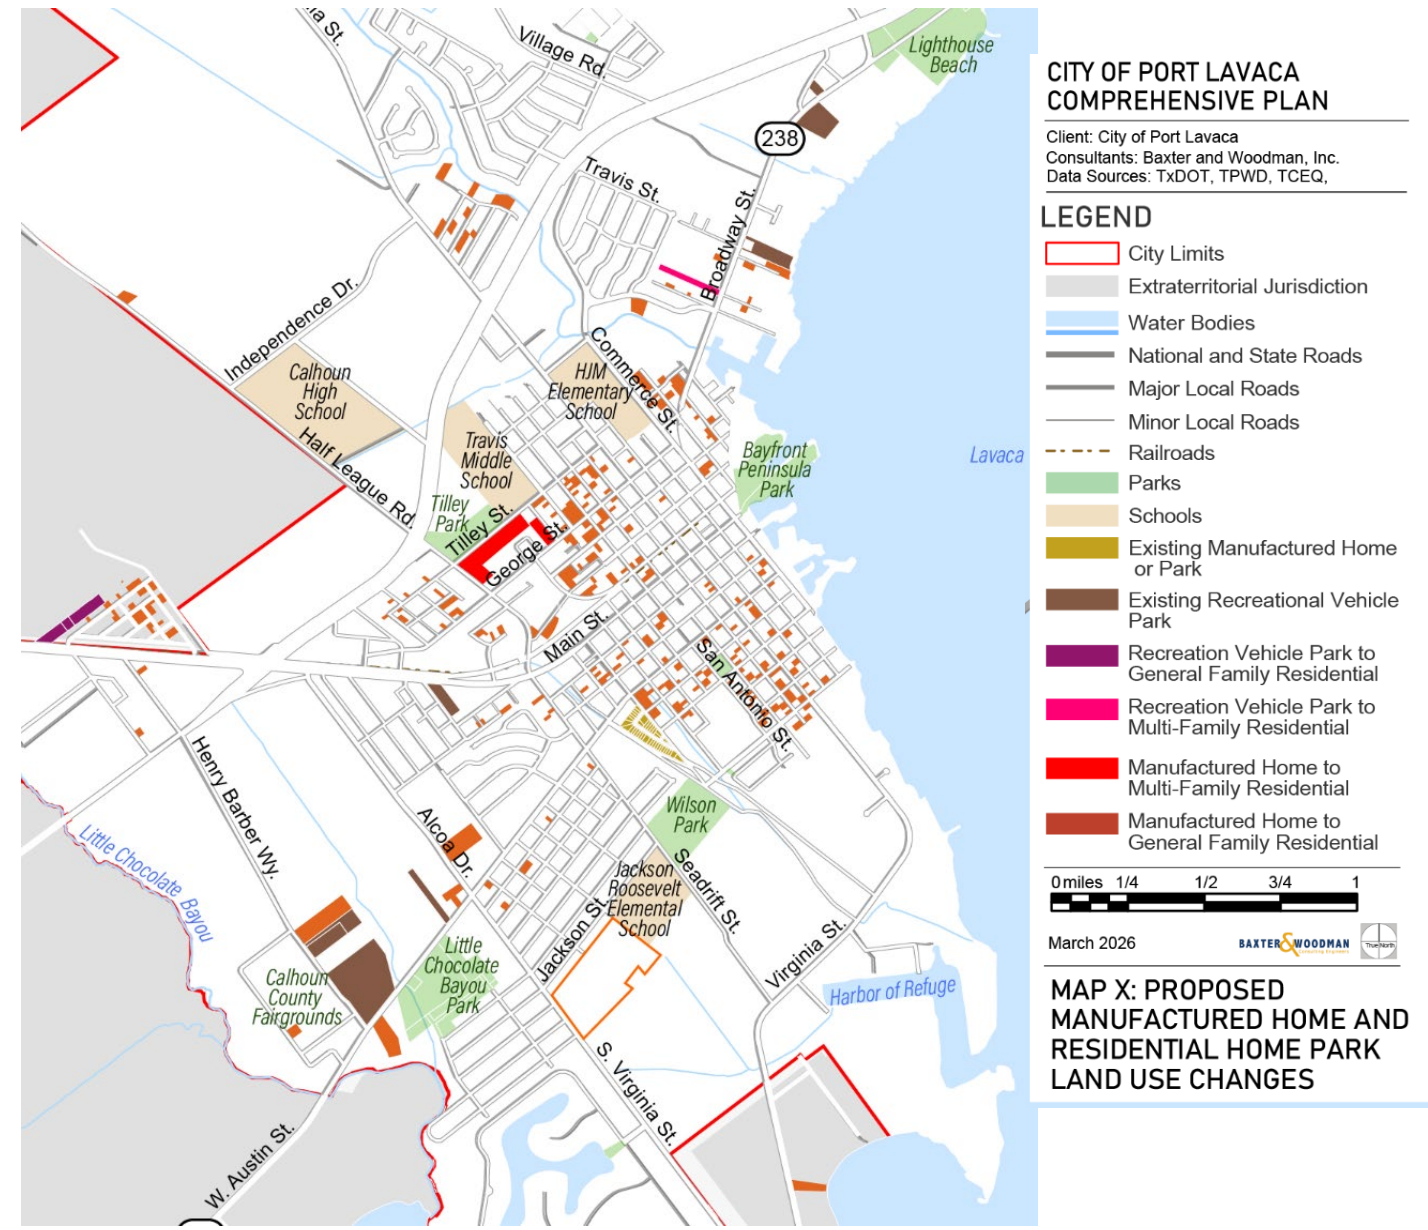 na St.
Village Rd.
Lighthouse
Beach
238
Travis St.
Broadway St.
Independence Dr.
Calhoun
High
School
HJM
Elementary
School
Commerce St.
Half League Rd.
Travis
Middle
School
Bayfront
Peninsula
Park
Lavaca
Tilley
Park
Tilley St.
George St.
Main St.
San Antonio St.
Henry Barber Wy.
Alcoa Dr.
Wilson
Park
Little Chocolate
Bayou
Seadrift St.
Jackson
Roosevelt
Elemental
School
Jackson St.
Virginia St.
Little
Chocolate
Bayou
Park
Calhoun
County
Fairgrounds
Harbor of Refuge
S. Virginia St.
W. Austin St.
CITY OF PORT LAVACA
COMPREHENSIVE PLAN
Client: City of Port Lavaca
Consultants: Baxter and Woodman, Inc.
Data Sources: TxDOT, TPWD, TCEQ,
LEGEND
City Limits
Extraterritorial Jurisdiction
Water Bodies
National and State Roads
Major Local Roads
Minor Local Roads
Railroads
Parks
Schools
Existing Manufactured Home
or Park
Existing Recreational Vehicle
Park
Recreation Vehicle Park to
General Family Residential
Recreation Vehicle Park to
Multi-Family Residential
Manufactured Home to
Multi-Family Residential
Manufactured Home to
General Family Residential
0 miles 1/4 1/2 3/4 1
March 2026
BAXTER & WOODMAN
True North
MAP X: PROPOSED
MANUFACTURED HOME AND
RESIDENTIAL HOME PARK
LAND USE CHANGES